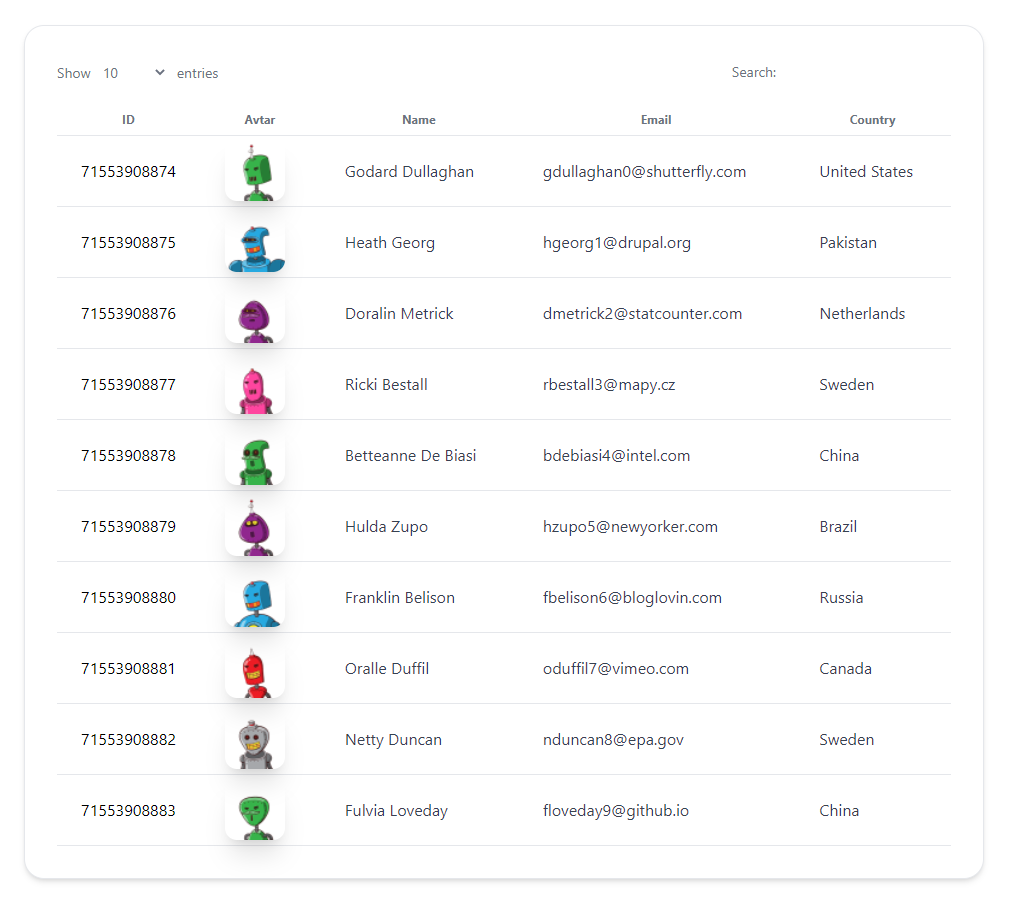 Show 10 entries Search:
ID Avtar Name Email Country
71553908874 Godard Dullaghan gdullaghan0@shutterfly.com United States
71553908875 Heath Georg hgeorg1@drupal.org Pakistan
71553908876 Doralin Metrick dmetrick2@statcounter.com Netherlands
71553908877 Ricki Bestall rbestall3@mapy.cz Sweden
71553908878 Betteanne De Biasi bdebiasi4@intel.com China
71553908879 Hulda Zupo hzupo5@newyorker.com Brazil
71553908880 Franklin Belison fbelison6@bloglovin.com Russia
71553908881 Oralle Duffil oduffil7@vimeo.com Canada
71553908882 Netty Duncan nduncan8@epa.gov Sweden
71553908883 Fulvia Loveday floveday9@github.io China